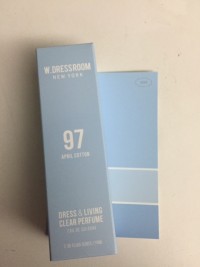 W.DRESSROOM
NEW YORK
97
APRIL COTTON
DRESS & LIVING
CLEAR PERFUME